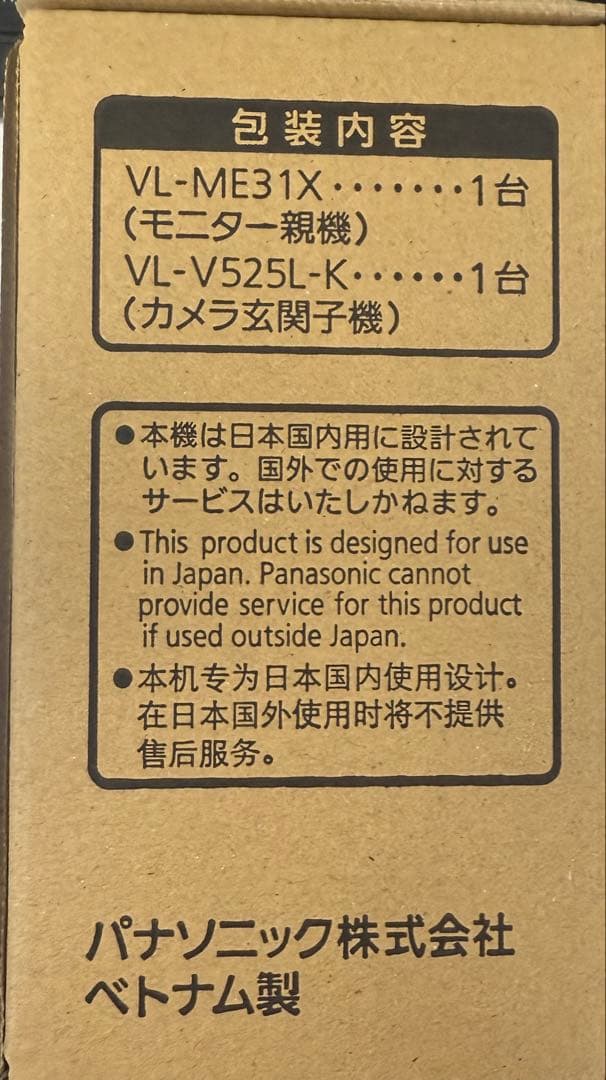 包装内容
VL-ME31X・・・・・・・1台
(モニター親機)
VL-V525L-K・・・・・・1台
(カメラ玄関子機)
●本機は日本国内用に設計されて
います。国外での使用に対する
サービスはいたしかねます。
●This product is designed for use
in Japan. Panasonic cannot
provide service for this product
if used outside Japan.
●本机专为日本国内使用设计。
在日本国外使用时将不提供
售后服务。
パナソニック株式会社
ベトナム製